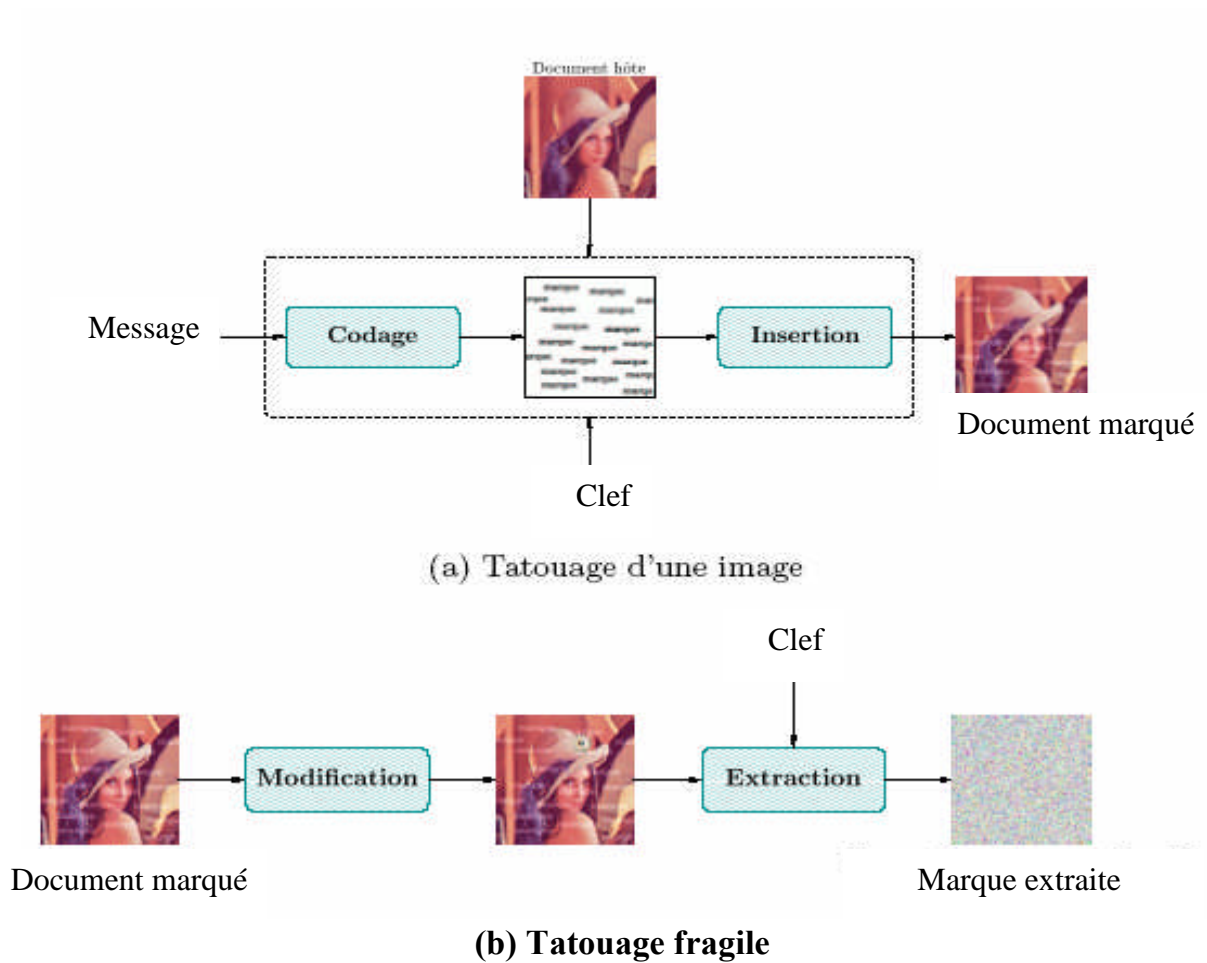 Document hôte
Message
Codage
Insertion
Document marqué
Clef
(a) Tatouage d'une image
Clef
Modification
Extraction
Document marqué
Marque extraite
(b) Tatouage fragile